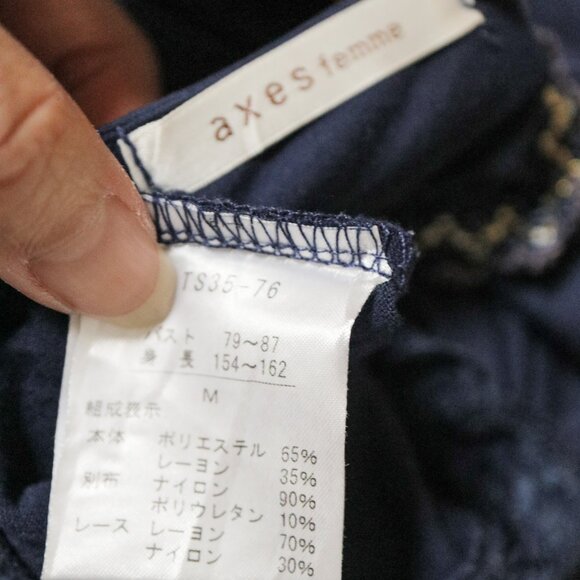 axes femme
TS35-76
バスト 79〜87
身長 154〜162
M
組成表示
本体 ポリエステル 65%
レーヨン 35%
別布 ナイロン 90%
ポリウレタン 10%
レース レーヨン 70%
ナイロン 30%